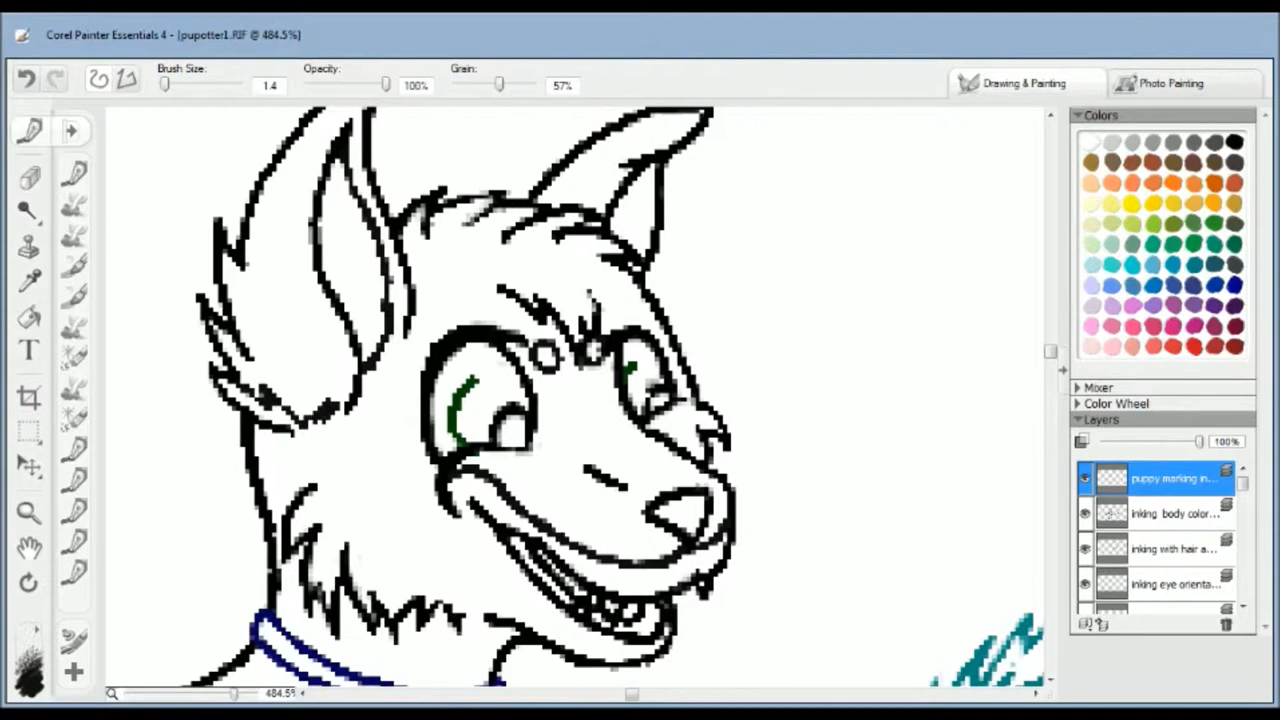 Corel Painter Essentials 4 - [pupotter1.RIF @ 484.5%]
Brush Size: 1.4 Opacity: 100% Grain: 57%
Drawing & Painting
Photo Painting
Colors
Mixer
Color Wheel
Layers
100%
puppy marking in...
inking body color...
inking with hair a...
inking eye orienta...
T
484.5%